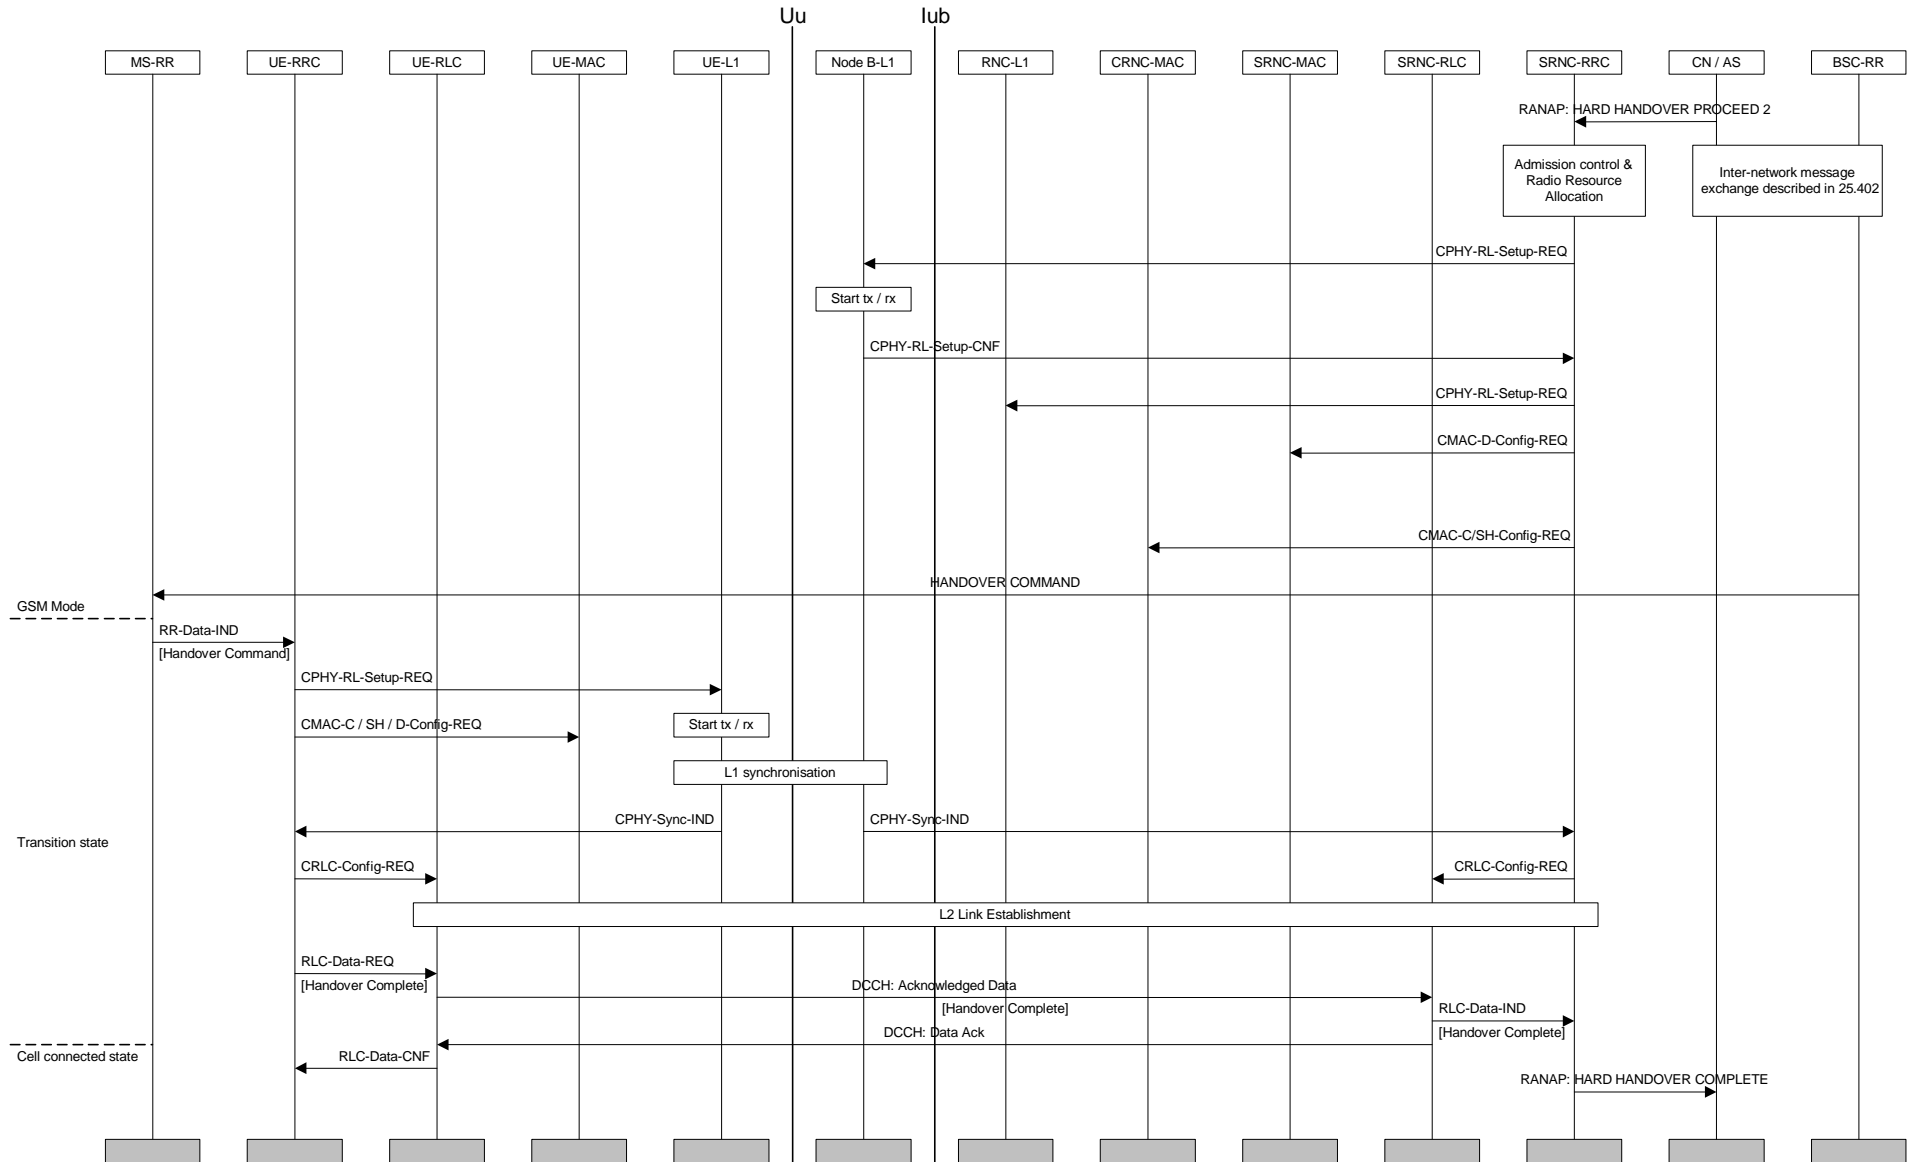 Uu
Iub
MS-RR
UE-RRC
UE-RLC
UE-MAC
UE-L1
Node B-L1
RNC-L1
CRNC-MAC
SRNC-MAC
SRNC-RLC
SRNC-RRC
CN / AS
BSC-RR
RANAP: HARD HANDOVER PROCEED 2
Admission control &
Radio Resource
Allocation
Inter-network message
exchange described in 25.402
CPHY-RL-Setup-REQ
Start tx / rx
CPHY-RL-Setup-CNF
CPHY-RL-Setup-REQ
CMAC-D-Config-REQ
CMAC-C/SH-Config-REQ
HANDOVER COMMAND
GSM Mode
RR-Data-IND
[Handover Command]
CPHY-RL-Setup-REQ
CMAC-C / SH / D-Config-REQ
Start tx / rx
L1 synchronisation
CPHY-Sync-IND
CPHY-Sync-IND
Transition state
CRLC-Config-REQ
CRLC-Config-REQ
L2 Link Establishment
RLC-Data-REQ
[Handover Complete]
DCCH: Acknowledged Data
[Handover Complete]
RLC-Data-IND
[Handover Complete]
DCCH: Data Ack
Cell connected state
RLC-Data-CNF
RANAP: HARD HANDOVER COMPLETE